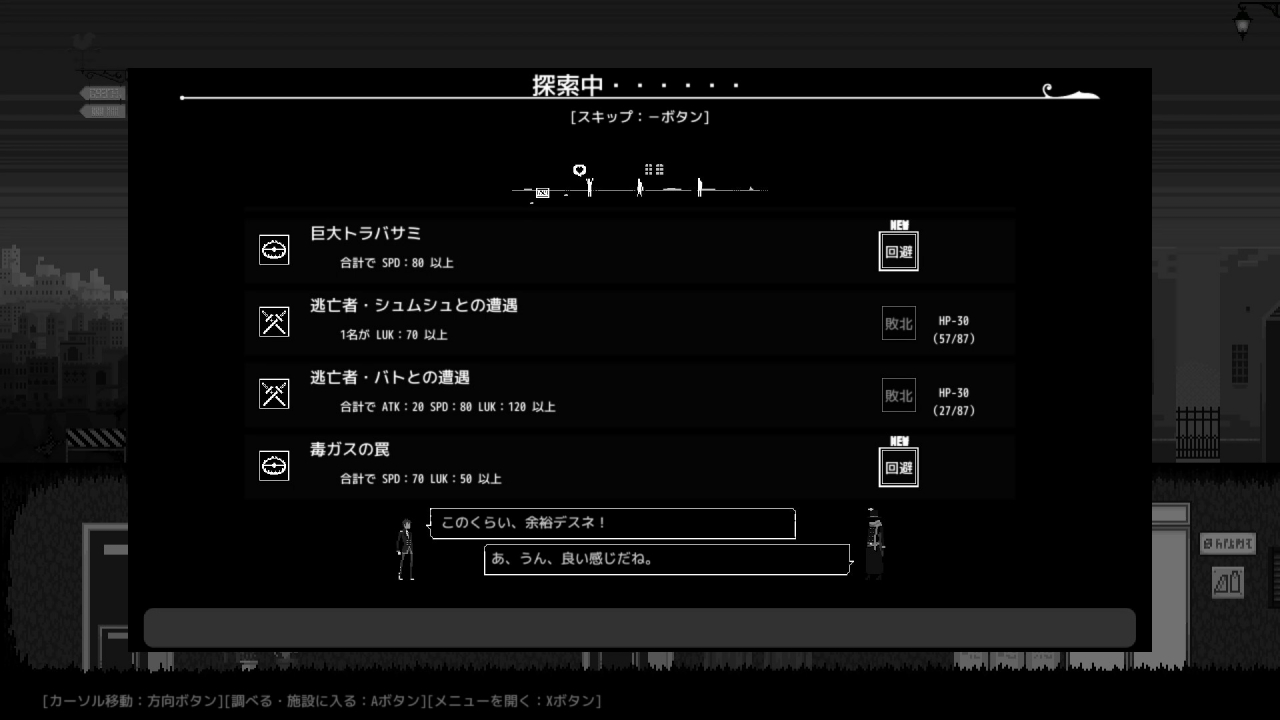 探索中・・・・・・
[スキップ：－ボタン]
巨大トラバサミ
合計で SPD：80 以上
NEW
回避
逃亡者・シュムシュとの遭遇
1名が LUK：70 以上
敗北
HP-30
(57/87)
逃亡者・バトとの遭遇
合計で ATK：20 SPD：80 LUK：120 以上
敗北
HP-30
(27/87)
毒ガスの罠
合計で SPD：70 LUK：50 以上
NEW
回避
このくらい、余裕デスネ！
あ、うん、良い感じだね。
[カーソル移動：方向ボタン][調べる・施設に入る：Aボタン][メニューを開く：Xボタン]